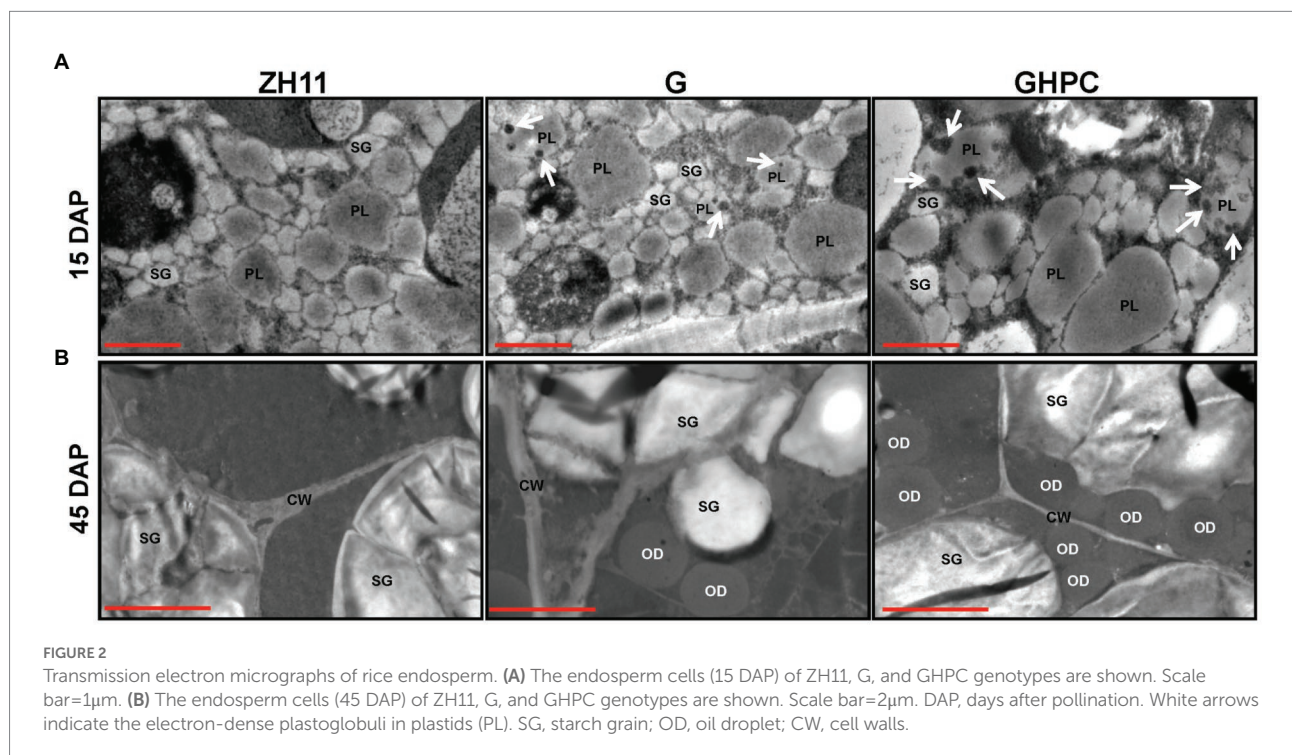 A
ZH11 G GHPC
15 DAP
SG
PL
PL
SG
PL
PL
SG
PL
SG
PL
PL
PL
SG
PL
SG
PL
PL
B
45 DAP
CW
SG
SG
SG
CW
SG
OD
OD
SG
OD
OD
OD
CW
OD
OD
OD
SG
OD
FIGURE 2
Transmission electron micrographs of rice endosperm. (A) The endosperm cells (15 DAP) of ZH11, G, and GHPC genotypes are shown. Scale
bar=1μm. (B) The endosperm cells (45 DAP) of ZH11, G, and GHPC genotypes are shown. Scale bar=2μm. DAP, days after pollination. White arrows
indicate the electron-dense plastoglobuli in plastids (PL). SG, starch grain; OD, oil droplet; CW, cell walls.